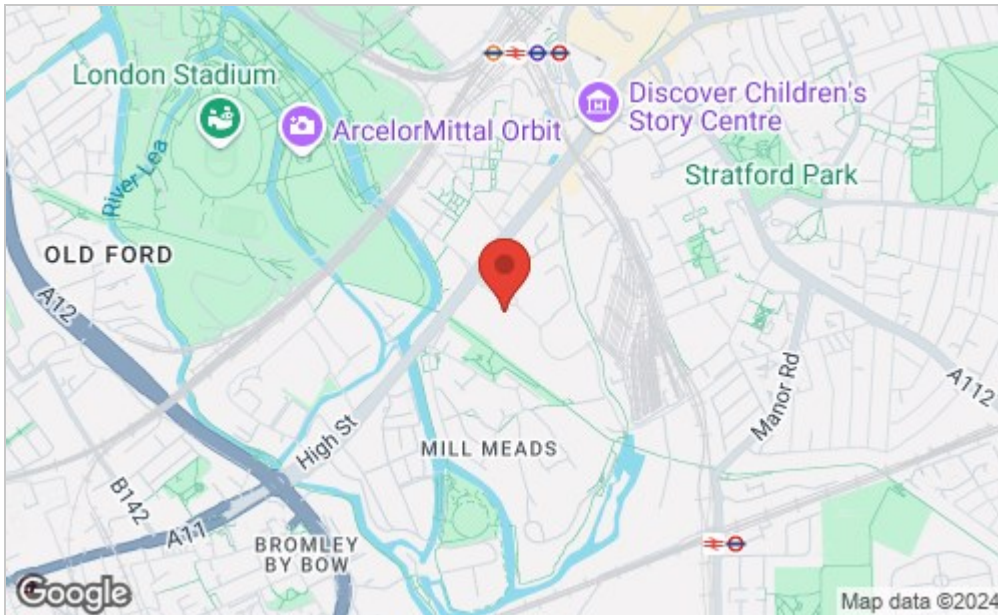 London Stadium
ArcelorMittal Orbit
Discover Children's
Story Centre
Stratford Park
River Lea
OLD FORD
A12
A112
Manor Rd
High St
MILL MEADS
B142
A11
BROMLEY
BY BOW
Google
Map data ©2024